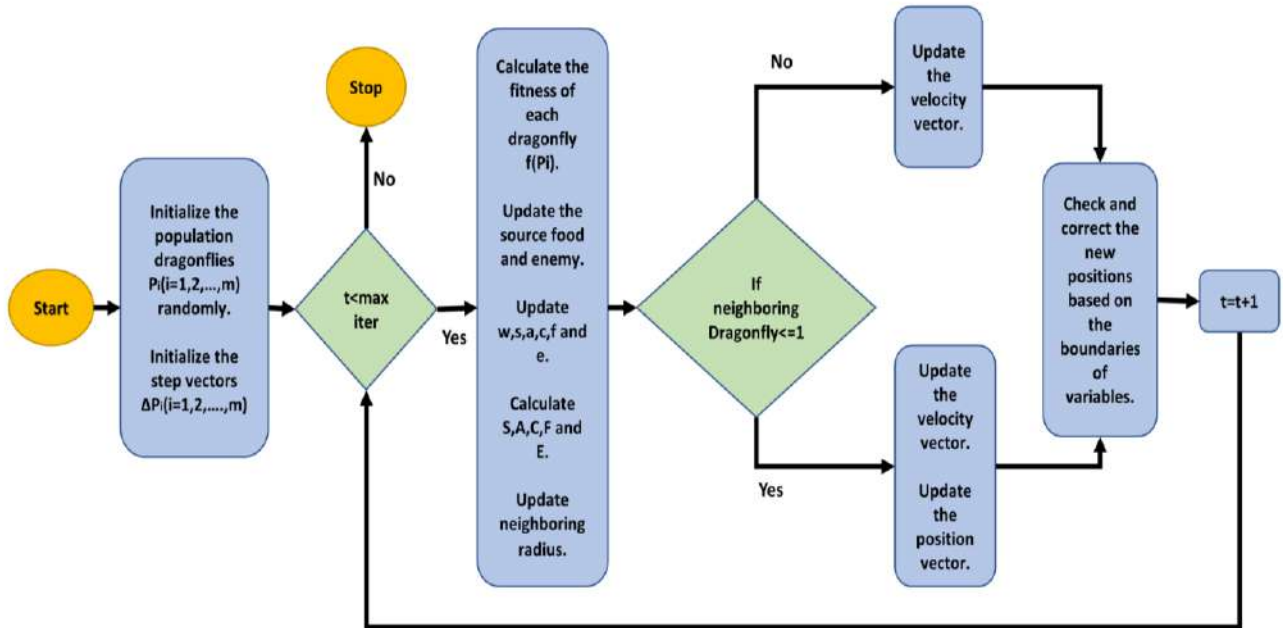 Start
Initialize the
population
dragonflies
Pi(i=1,2,...,m)
randomly.
Initialize the
step vectors
ΔPi(i=1,2,....,m)
t<max
iter
No
Stop
Yes
Calculate the
fitness of
each
dragonfly
f(Pi).
Update the
source food
and enemy.
Update
w,s,a,c,f and
e.
Calculate
S,A,C,F and
E.
Update
neighboring
radius.
If
neighboring
Dragonfly<=1
No
Update
the
velocity
vector.
Yes
Update
the
velocity
vector.
Update
the
position
vector.
Check and
correct the
new
positions
based on
the
boundaries
of
variables.
t=t+1